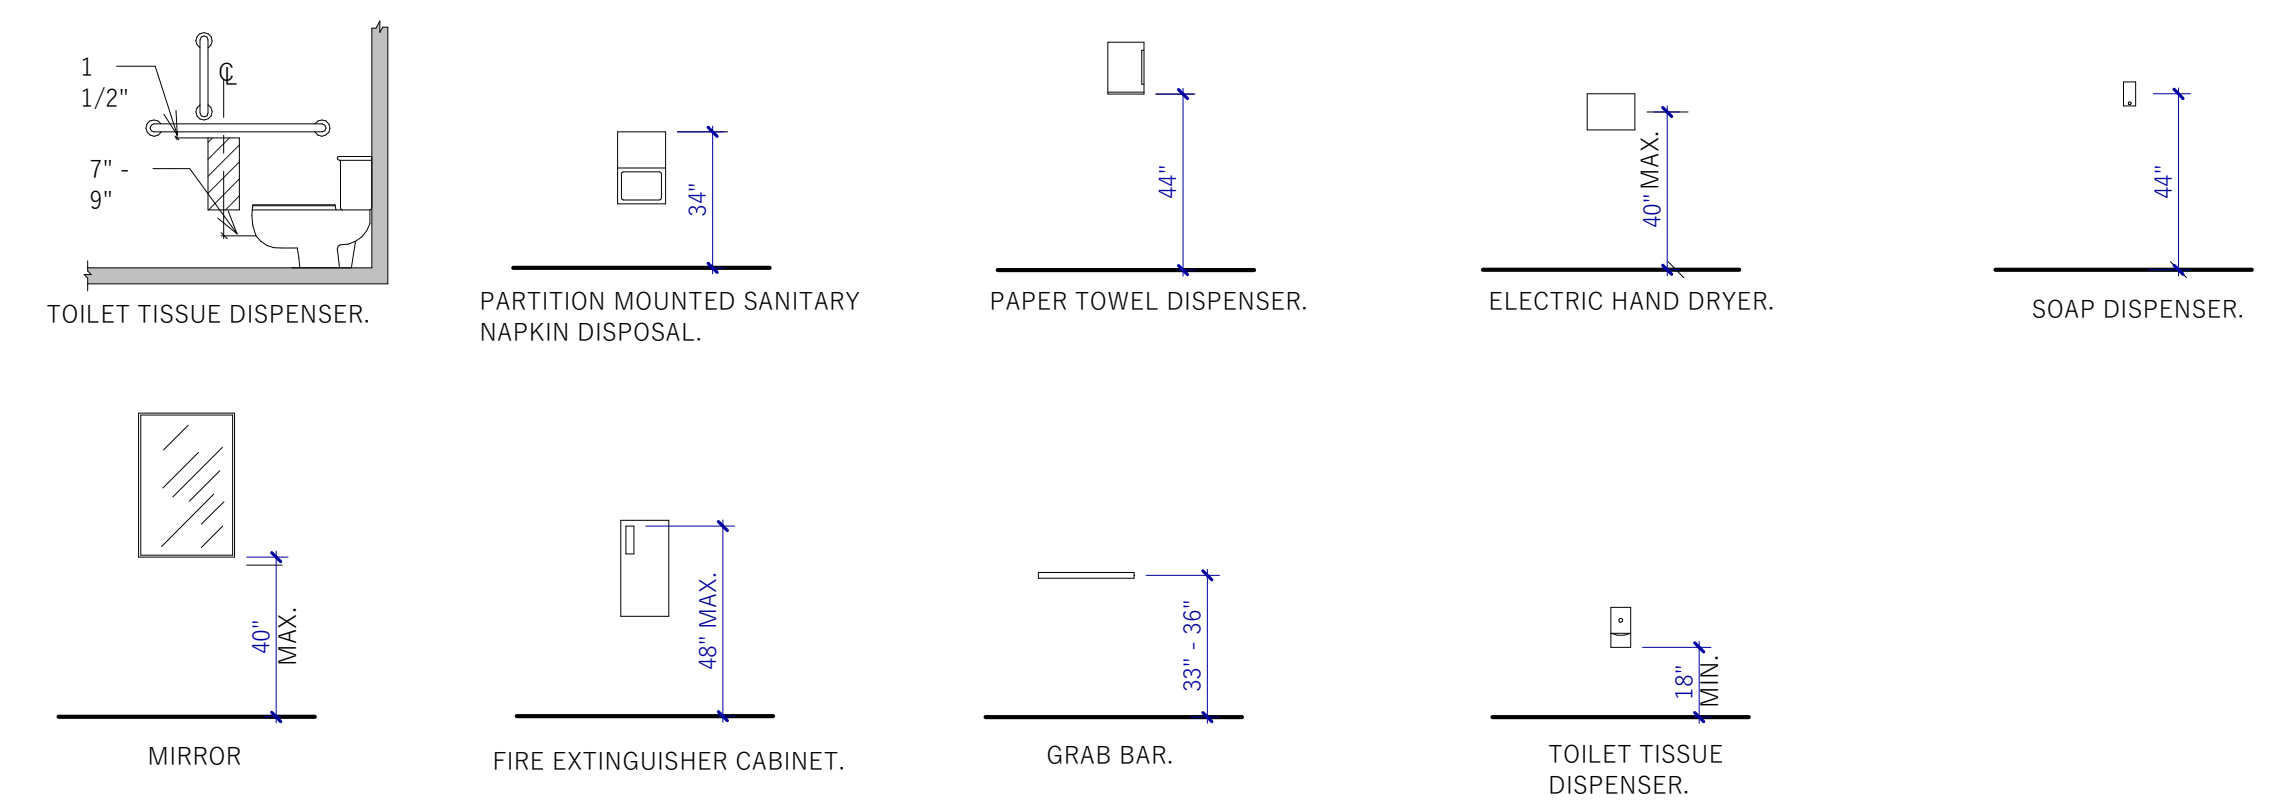 1
1/2"
℄
7" -
9"
TOILET TISSUE DISPENSER.
34"
PARTITION MOUNTED SANITARY
NAPKIN DISPOSAL.
44"
PAPER TOWEL DISPENSER.
40" MAX.
ELECTRIC HAND DRYER.
44"
SOAP DISPENSER.
40"
MAX.
MIRROR
48" MAX.
FIRE EXTINGUISHER CABINET.
33" - 36"
GRAB BAR.
18"
MIN.
TOILET TISSUE
DISPENSER.